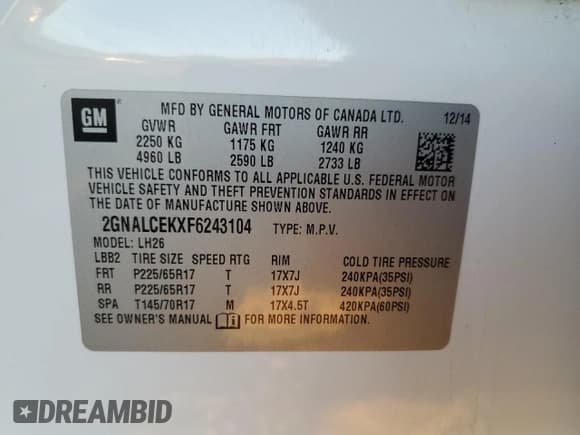 GM
MFD BY GENERAL MOTORS OF CANADA LTD. 12/14
GVWR GAWR FRT GAWR RR
2250 KG 1175 KG 1240 KG
4960 LB 2590 LB 2733 LB
THIS VEHICLE CONFORMS TO ALL APPLICABLE U.S. FEDERAL MOTOR
VEHICLE SAFETY AND THEFT PREVENTION STANDARDS IN EFFECT ON
THE DATE OF MANUFACTURE SHOWN ABOVE.
2GNALCEKXF6243104 TYPE: M.P.V.
MODEL: LH26
LBB2 TIRE SIZE SPEED RTG RIM COLD TIRE PRESSURE
FRT P225/65R17 T 17X7J 240KPA(35PSI)
RR P225/65R17 T 17X7J 240KPA(35PSI)
SPA T145/70R17 M 17X4.5T 420KPA(60PSI)
SEE OWNER'S MANUAL i FOR MORE INFORMATION.
DREAMBID